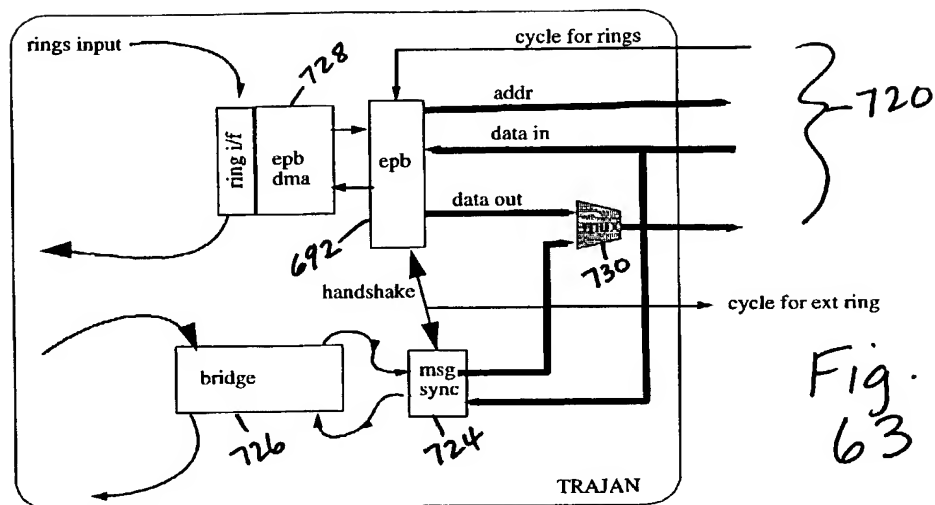 rings input
728
cycle for rings
addr
720
data in
ring i/f
epb
dma
epb
data out
mux
692
730
handshake
cycle for ext ring
bridge
msg
sync
726
724
Fig.
63
TRAJAN